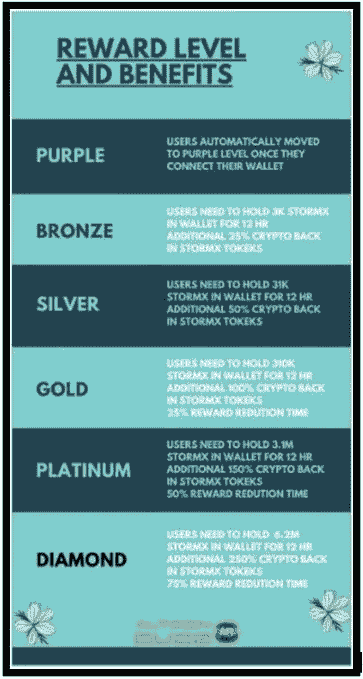 REWARD LEVEL
AND BENEFITS
PURPLE
USERS AUTOMATICALLY MOVED
TO PURPLE LEVEL ONCE THEY
CONNECT THEIR WALLET
BRONZE
USERS NEED TO HOLD 3K STORMX
IN WALLET FOR 12 HR
ADDITIONAL 25% CRYPTO BACK
IN STORMX TOKEKS
SILVER
USERS NEED TO HOLD 31K
STORMX IN WALLET FOR 12 HR
ADDITIONAL 50% CRYPTO BACK
IN STORMX TOKEKS
GOLD
USERS NEED TO HOLD 310K
STORMX IN WALLET FOR 12 HR
ADDITIONAL 100% CRYPTO BACK
IN STORMX TOKEKS
25% REWARD REDUTION TIME
PLATINUM
USERS NEED TO HOLD 3.1M
STORMX IN WALLET FOR 12 HR
ADDITIONAL 150% CRYPTO BACK
IN STORMX TOKEKS
50% REWARD REDUTION TIME
DIAMOND
USERS NEED TO HOLD 6.2M
STORMX IN WALLET FOR 12 HR
ADDITIONAL 250% CRYPTO BACK
IN STORMX TOKEKS
75% REWARD REDUTION TIME